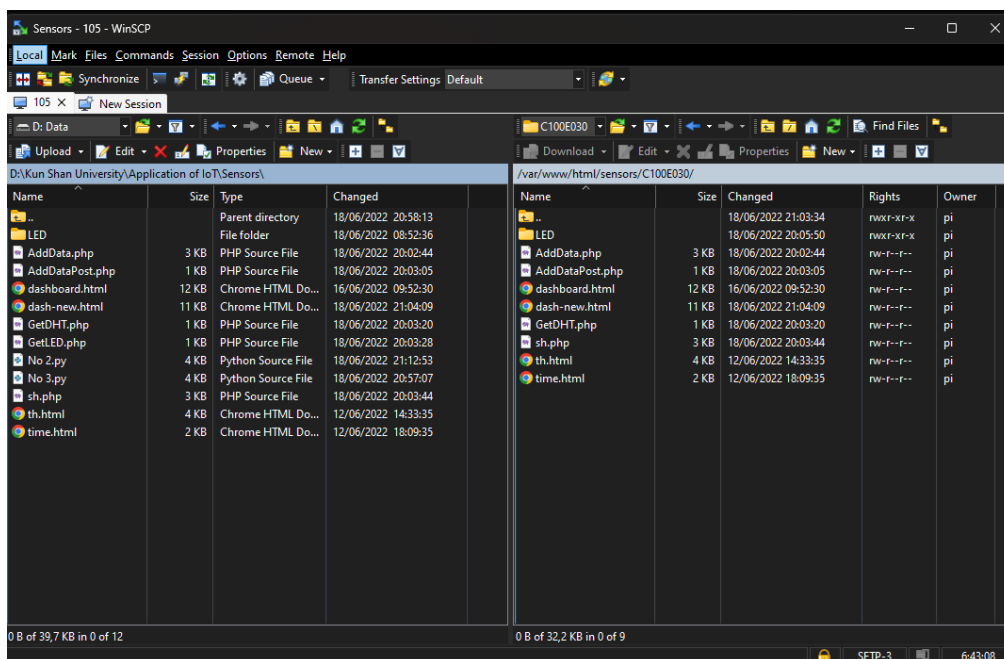 Sensors - 105 - WinSCP
Local Mark Files Commands Session Options Remote Help
Synchronize Queue Transfer Settings Default
105 New Session
D: Data
Upload Edit Properties New
D:\Kun Shan University\Application of IoT\Sensors\
Name Size Type Changed
.. Parent directory 18/06/2022 20:58:13
LED File folder 18/06/2022 08:52:36
AddData.php 3 KB PHP Source File 18/06/2022 20:02:44
AddDataPost.php 1 KB PHP Source File 18/06/2022 20:03:05
dashboard.html 12 KB Chrome HTML Do... 16/06/2022 09:52:30
dash-new.html 11 KB Chrome HTML Do... 18/06/2022 21:04:09
GetDHT.php 1 KB PHP Source File 18/06/2022 20:03:20
GetLED.php 1 KB PHP Source File 18/06/2022 20:03:28
No 2.py 4 KB Python Source File 18/06/2022 21:12:53
No 3.py 4 KB Python Source File 18/06/2022 20:57:07
sh.php 3 KB PHP Source File 18/06/2022 20:03:44
th.html 4 KB Chrome HTML Do... 12/06/2022 14:33:35
time.html 2 KB Chrome HTML Do... 12/06/2022 18:09:35
0 B of 39,7 KB in 0 of 12
C100E030 Find Files
Download Edit Properties New
/var/www/html/sensors/C100E030/
Name Size Changed Rights Owner
.. 18/06/2022 21:03:34 rwxr-xr-x pi
LED 18/06/2022 20:05:50 rwxr-xr-x pi
AddData.php 3 KB 18/06/2022 20:02:44 rw-r--r-- pi
AddDataPost.php 1 KB 18/06/2022 20:03:05 rw-r--r-- pi
dashboard.html 12 KB 16/06/2022 09:52:30 rw-r--r-- pi
dash-new.html 11 KB 18/06/2022 21:04:09 rw-r--r-- pi
GetDHT.php 1 KB 18/06/2022 20:03:20 rw-r--r-- pi
sh.php 3 KB 18/06/2022 20:03:44 rw-r--r-- pi
th.html 4 KB 12/06/2022 14:33:35 rw-r--r-- pi
time.html 2 KB 12/06/2022 18:09:35 rw-r--r-- pi
0 B of 32,2 KB in 0 of 9
SFTP-3 6:43:08